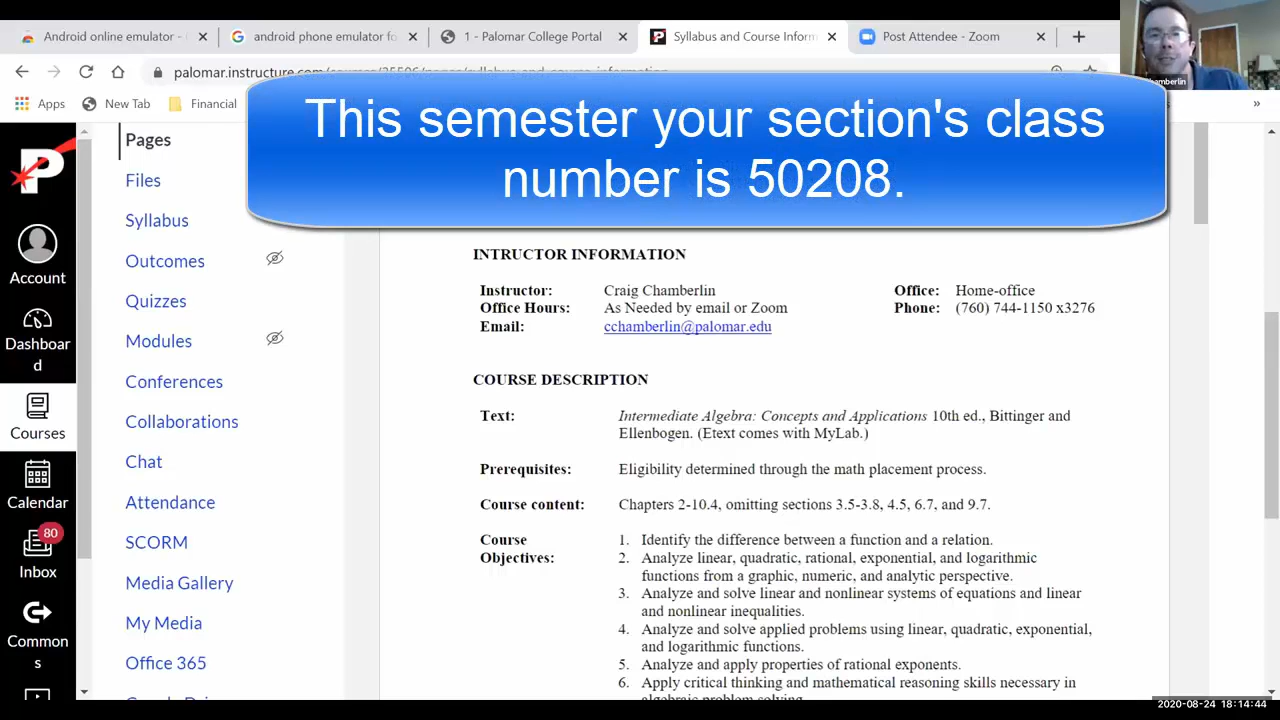 Android online emulator -
android phone emulator fo
1 - Palomar College Portal
Syllabus and Course Inform
Post Attendee - Zoom
Chamberlin
Apps
New Tab
Financial
»
This semester your section's class
number is 50208.
P
Account
Dashboar
d
Courses
Calendar
80
Inbox
Common
s
Pages
Files
Syllabus
Outcomes
Quizzes
Modules
Conferences
Collaborations
Chat
Attendance
SCORM
Media Gallery
My Media
Office 365
INTRUCTOR INFORMATION
Instructor: Craig Chamberlin Office: Home-office
Office Hours: As Needed by email or Zoom Phone: (760) 744-1150 x3276
Email: cchamberlin@palomar.edu
COURSE DESCRIPTION
Text: Intermediate Algebra: Concepts and Applications 10th ed., Bittinger and
Ellenbogen. (Etext comes with MyLab.)
Prerequisites: Eligibility determined through the math placement process.
Course content: Chapters 2-10.4, omitting sections 3.5-3.8, 4.5, 6.7, and 9.7.
Course 1. Identify the difference between a function and a relation.
Objectives: 2. Analyze linear, quadratic, rational, exponential, and logarithmic
functions from a graphic, numeric, and analytic perspective.
3. Analyze and solve linear and nonlinear systems of equations and linear
and nonlinear inequalities.
4. Analyze and solve applied problems using linear, quadratic, exponential,
and logarithmic functions.
5. Analyze and apply properties of rational exponents.
6. Apply critical thinking and mathematical reasoning skills necessary in
algebraic problem solving.
2020-08-24 18:14:44